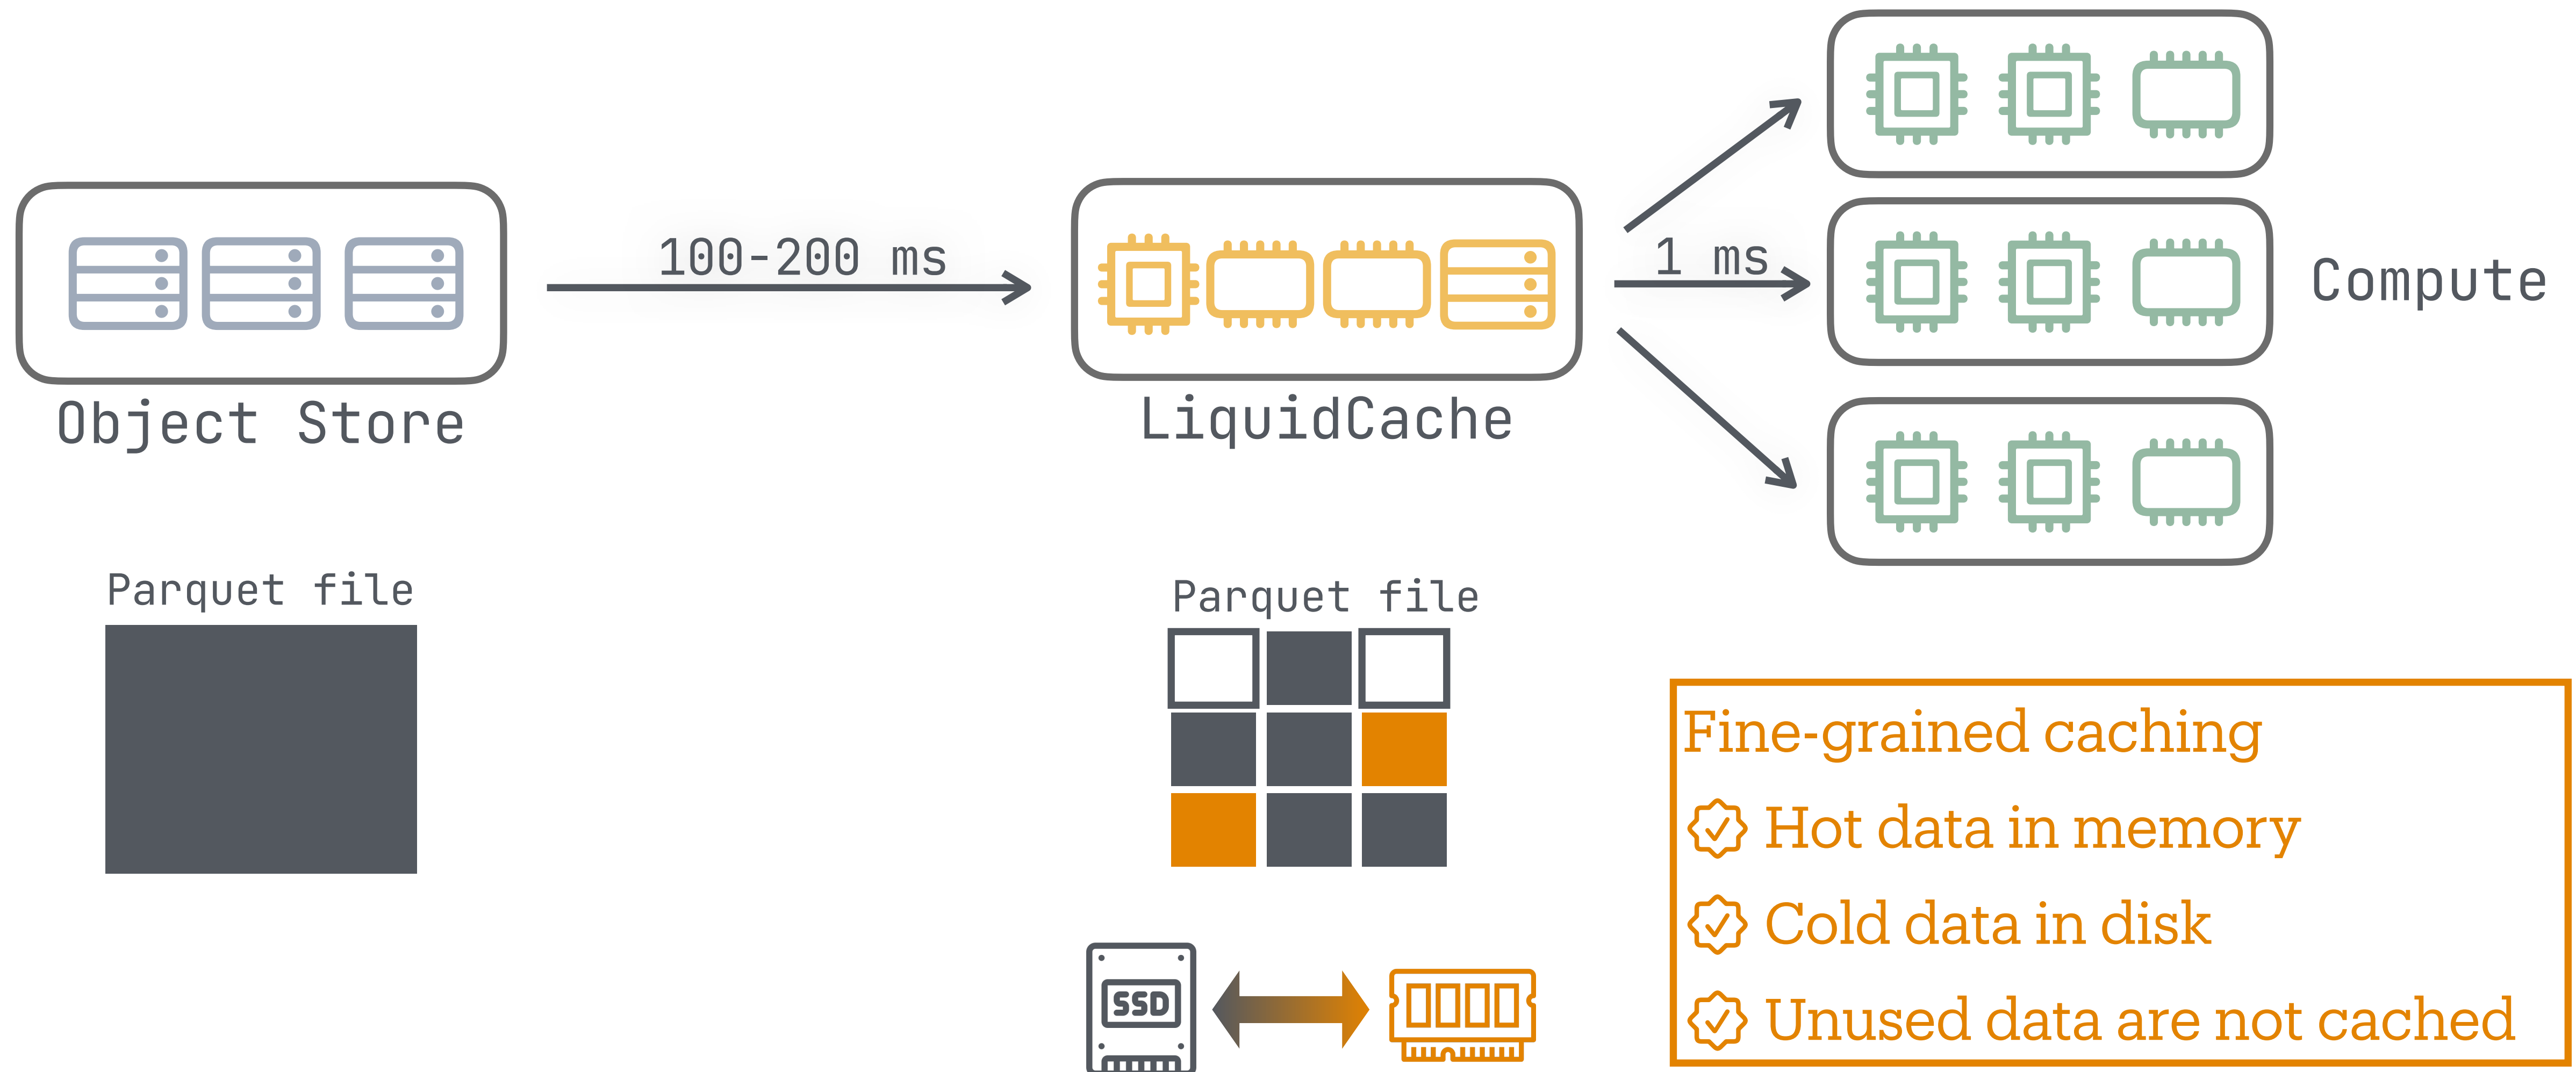 100-200 ms
1 ms
Compute
Object Store
LiquidCache
Parquet file
Parquet file
SSD
Fine-grained caching
Hot data in memory
Cold data in disk
Unused data are not cached